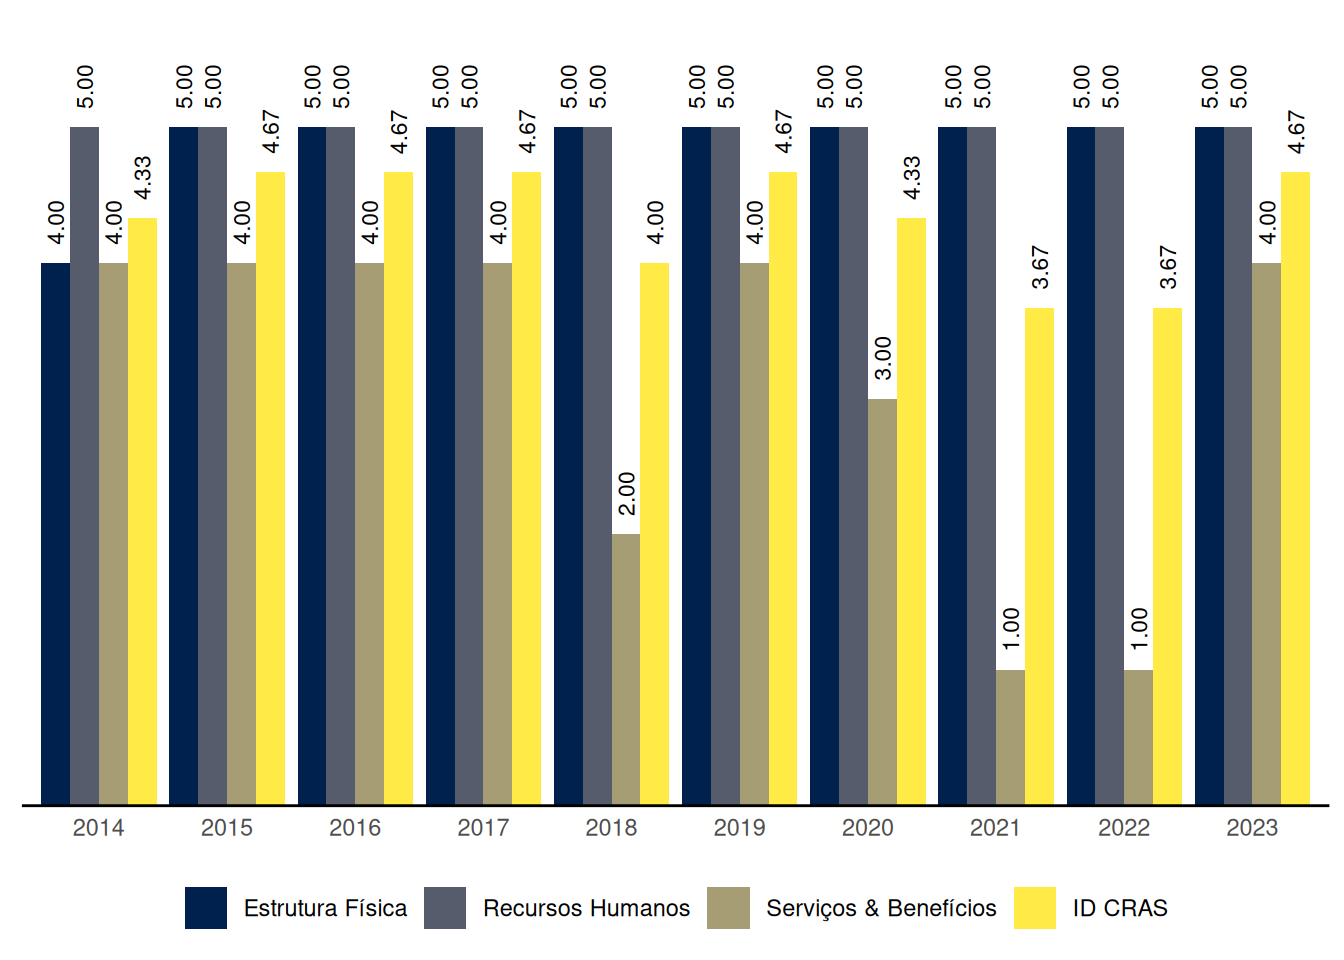 4.00 5.00 4.00 4.33 5.00 5.00 4.00 4.67 5.00 5.00 4.00 4.67 5.00 5.00 4.00 4.67 5.00 5.00 2.00 4.00 5.00 5.00 4.00 4.67 5.00 5.00 3.00 4.33 5.00 5.00 1.00 3.67 5.00 5.00 1.00 3.67 5.00 5.00 4.00 4.67
2014 2015 2016 2017 2018 2019 2020 2021 2022 2023
Estrutura Física Recursos Humanos Serviços & Benefícios ID CRAS